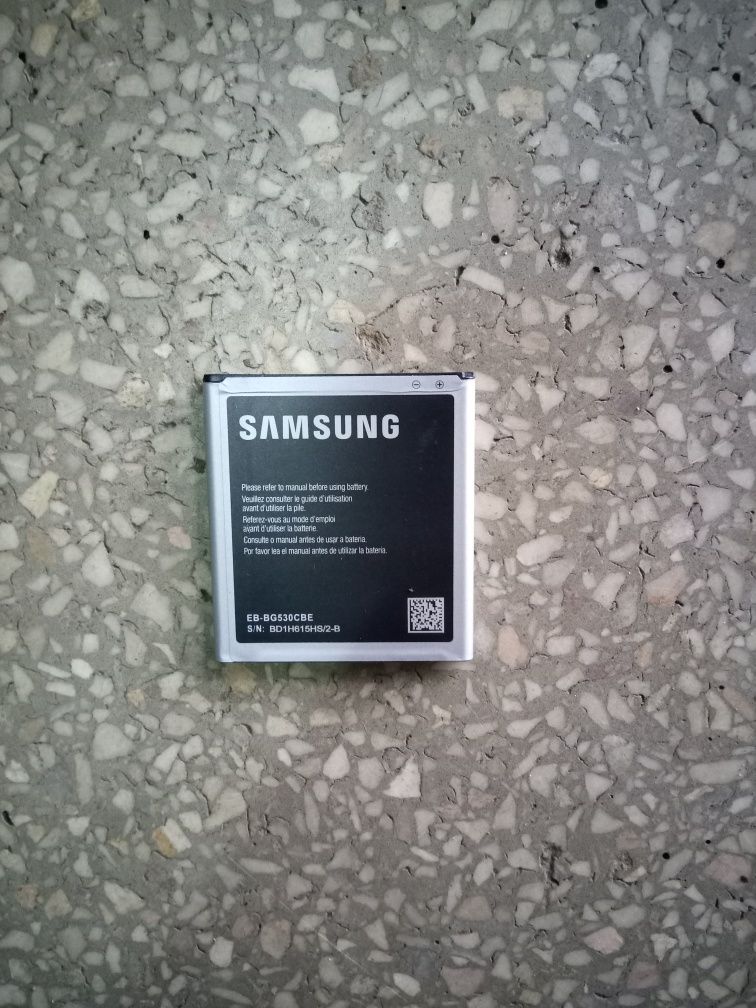 SAMSUNG
Please refer to manual before using battery.
Veuillez consulter le guide d'utilisation
avant d'utiliser la pile.
Referez-vous au mode d'emploi
avant d'utiliser la batterie.
Consulte o manual antes de usar a bateria.
Por favor lea el manual antes de utilizar la bateria.
EB-BG530CBE
S/N: BD1H615HS/2-B